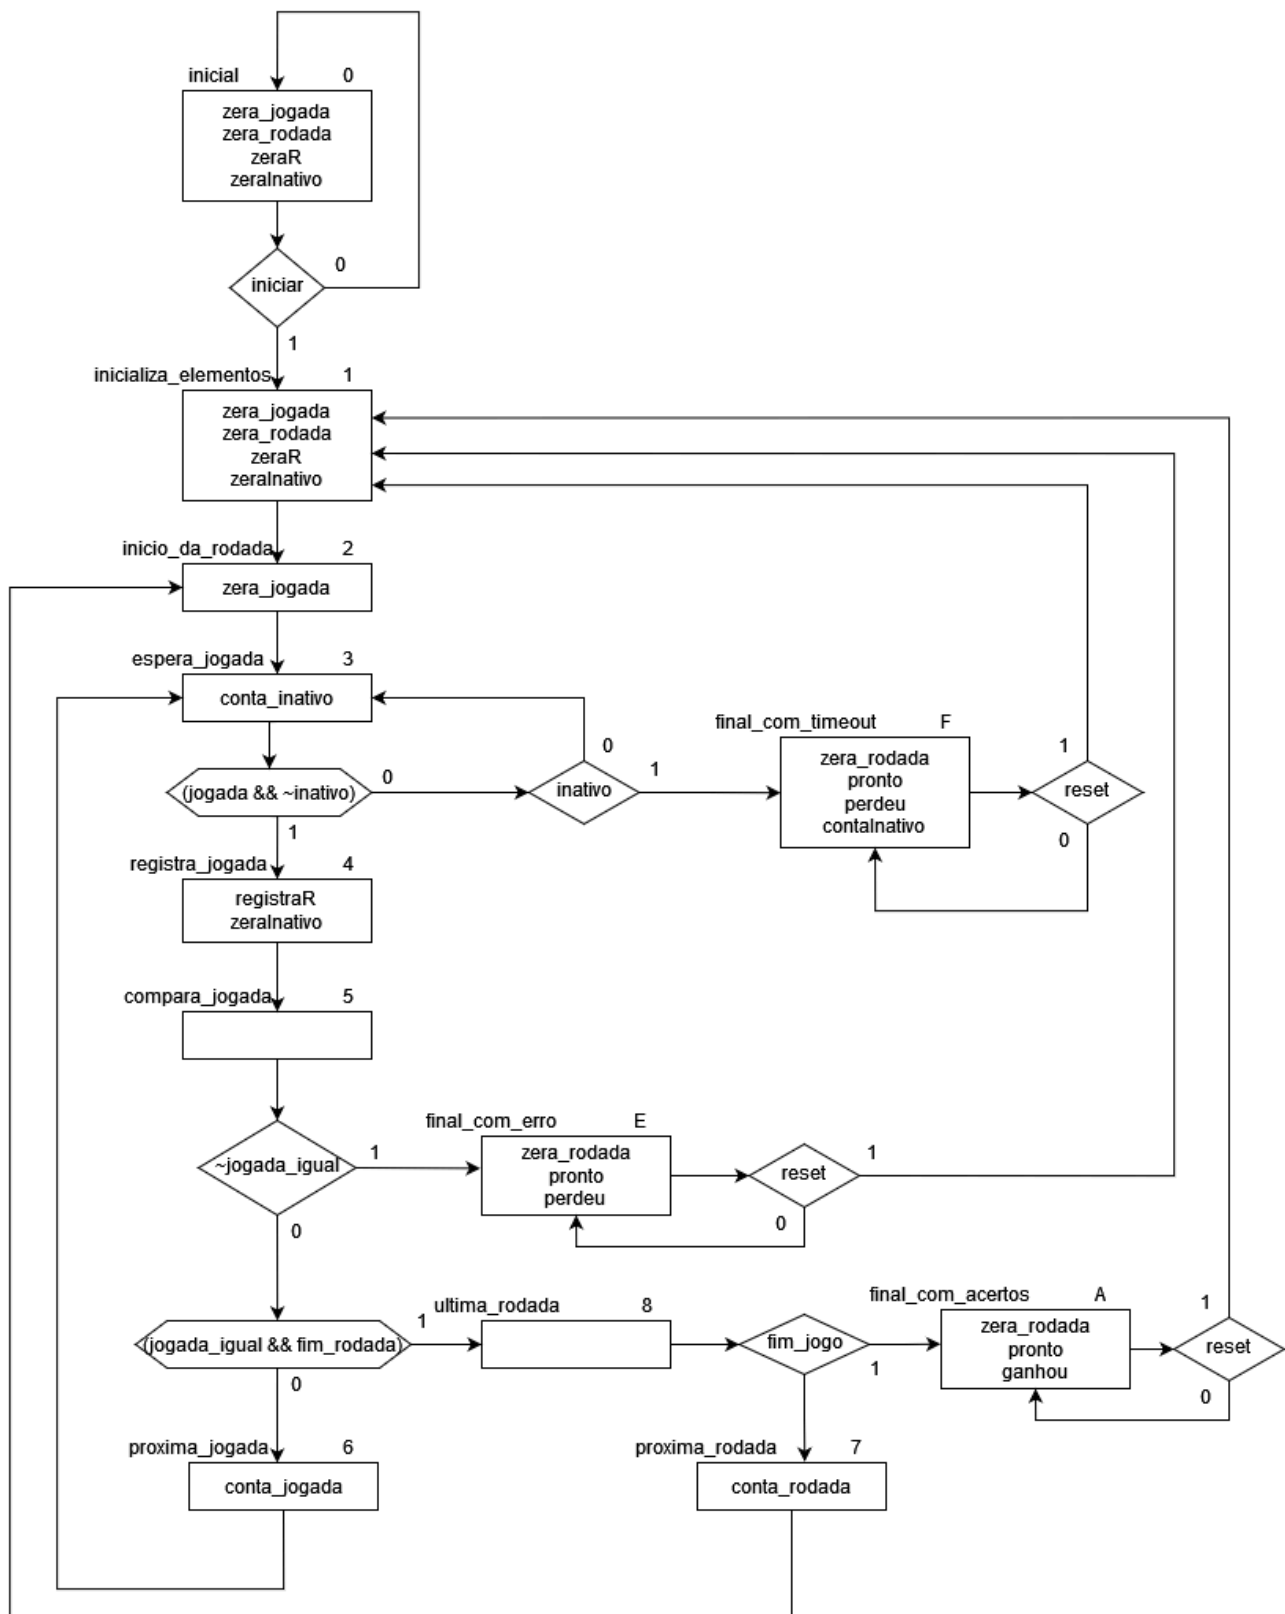 inicial 0
zera_jogada
zera_rodada
zeraR
zeraInativo
iniciar 0
1
inicializa_elementos 1
zera_jogada
zera_rodada
zeraR
zeraInativo
inicio_da_rodada 2
zera_jogada
espera_jogada 3
conta_inativo
(jogada && ~inativo) 0
1
inativo 0
1
final_com_timeout F
zera_rodada
pronto
perdeu
contaInativo
1
reset
0
registra_jogada 4
registraR
zeraInativo
compara_jogada 5
~jogada_igual 1
0
final_com_erro E
zera_rodada
pronto
perdeu
reset 1
0
(jogada_igual && fim_rodada) 1
0
ultima_rodada 8
fim_jogo
1
final_com_acertos A
zera_rodada
pronto
ganhou
1
reset
0
proxima_jogada 6
conta_jogada
proxima_rodada 7
conta_rodada